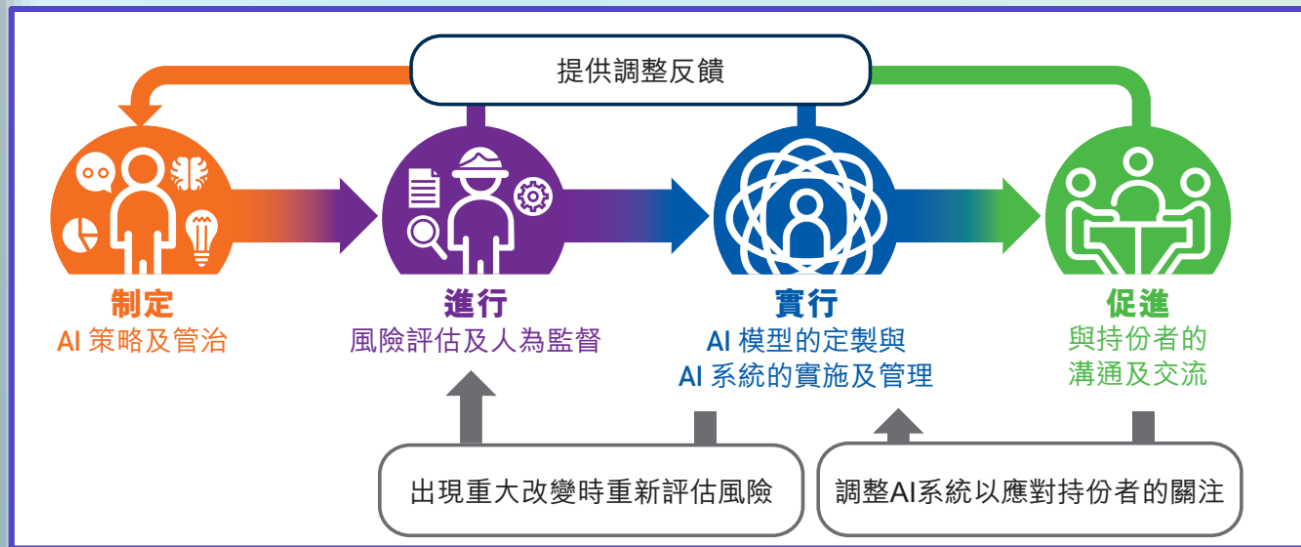 提供調整反饋
制定
AI 策略及管治
進行
風險評估及人為監督
實行
AI 模型的定製與
AI 系統的實施及管理
促進
與持份者的
溝通及交流
出現重大改變時重新評估風險
調整AI系統以應對持份者的關注